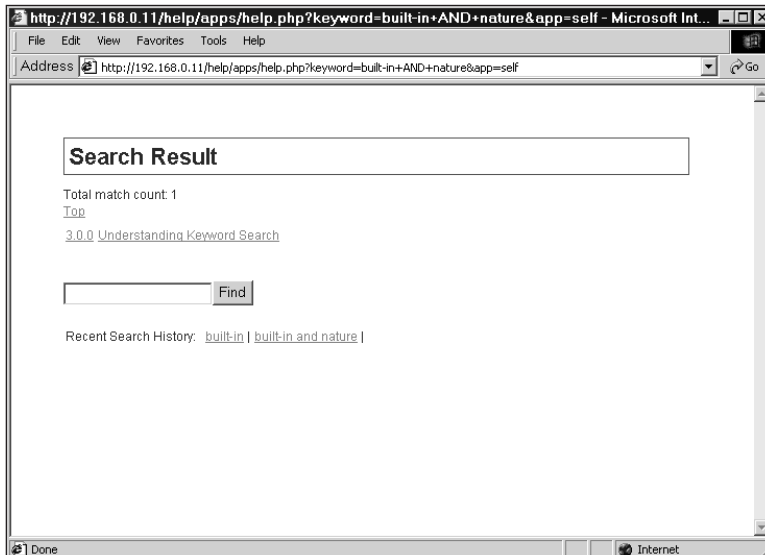 http://192.168.0.11/help/apps/help.php?keyword=built-in+AND+nature&app=self - Microsoft Int...
File Edit View Favorites Tools Help
Address http://192.168.0.11/help/apps/help.php?keyword=built-in+AND+nature&app=self Go
Search Result
Total match count: 1
Top
3.0.0 Understanding Keyword Search
Find
Recent Search History: built-in | built-in and nature |
Done Internet